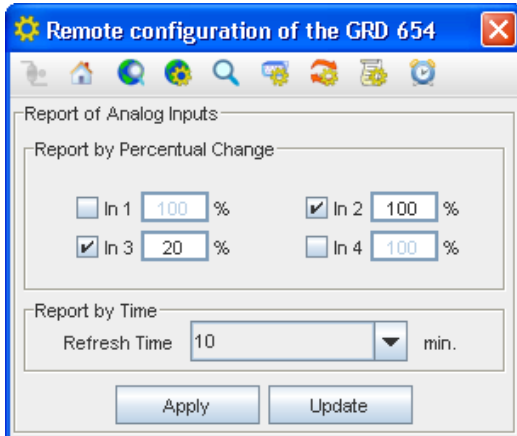 Remote configuration of the GRD 654
Report of Analog Inputs
Report by Percentual Change
In 1 100 % In 2 100 %
In 3 20 % In 4 100 %
Report by Time
Refresh Time 10 min.
Apply Update